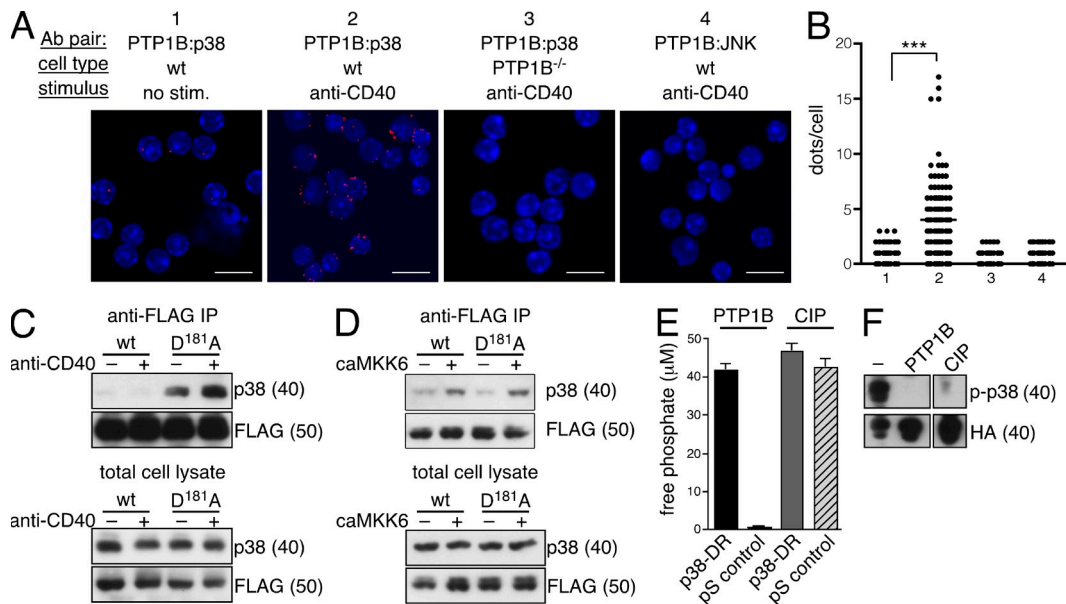 A
Ab pair:
cell type
stimulus
1
PTP1B:p38
wt
no stim.
2
PTP1B:p38
wt
anti-CD40
3
PTP1B:p38
PTP1B-/-
anti-CD40
4
PTP1B:JNK
wt
anti-CD40
B
dots/cell
20
15
10
5
0
***
1 2 3 4
C
anti-FLAG IP
wt D181A
anti-CD40 – + – +
p38 (40)
FLAG (50)
total cell lysate
wt D181A
anti-CD40 – + – +
p38 (40)
FLAG (50)
D
anti-FLAG IP
wt D181A
caMKK6 – + – +
p38 (40)
FLAG (50)
total cell lysate
wt D181A
caMKK6 – + – +
p38 (40)
FLAG (50)
E
PTP1B CIP
free phosphate (μM)
50
40
30
20
10
0
p38-DR
pS control
p38-DR
pS control
F
– PTP1B CIP
p-p38 (40)
HA (40)